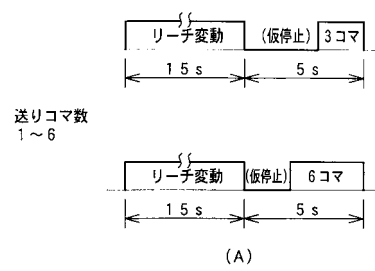 リーチ変動 (仮停止) 3コマ
15s 5s
送りコマ数
1~6
リーチ変動 (仮停止) 6コマ
15s 5s
(A)